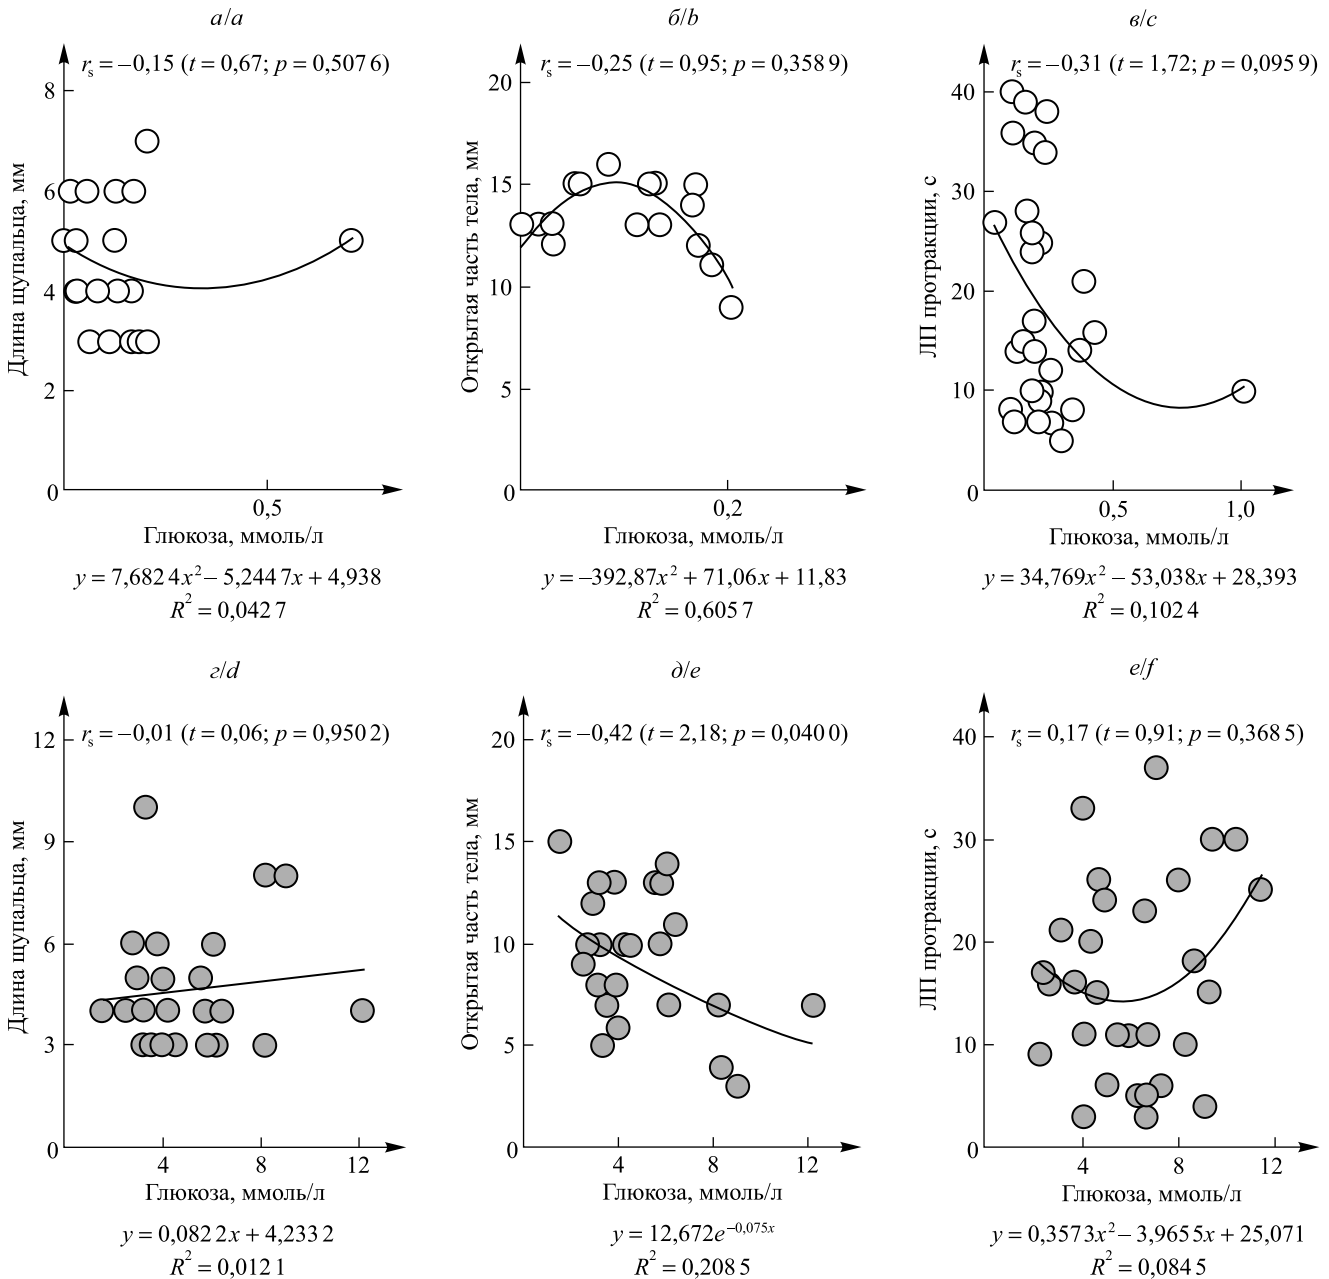 а/a
r_s = −0,15 (t = 0,67; p = 0,507 6)
Длина щупальца, мм
8
6
4
2
0
0,5
Глюкоза, ммоль/л
y = 7,682 4x² − 5,244 7x + 4,938
R² = 0,042 7
б/b
r_s = −0,25 (t = 0,95; p = 0,358 9)
Открытая часть тела, мм
20
15
10
5
0
0,2
Глюкоза, ммоль/л
y = −392,87x² + 71,06x + 11,83
R² = 0,605 7
в/c
r_s = −0,31 (t = 1,72; p = 0,095 9)
ЛП протракции, с
40
30
20
10
0
0,5
1,0
Глюкоза, ммоль/л
y = 34,769x² − 53,038x + 28,393
R² = 0,102 4
г/d
r_s = −0,01 (t = 0,06; p = 0,950 2)
Длина щупальца, мм
12
9
6
3
0
4
8
12
Глюкоза, ммоль/л
y = 0,082 2x + 4,233 2
R² = 0,012 1
д/e
r_s = −0,42 (t = 2,18; p = 0,040 0)
Открытая часть тела, мм
20
15
10
5
0
4
8
12
Глюкоза, ммоль/л
y = 12,672e^−0,075x
R² = 0,208 5
е/f
r_s = 0,17 (t = 0,91; p = 0,368 5)
ЛП протракции, с
40
30
20
10
0
4
8
12
Глюкоза, ммоль/л
y = 0,3573x² − 3,9655x + 25,071
R² = 0,084 5